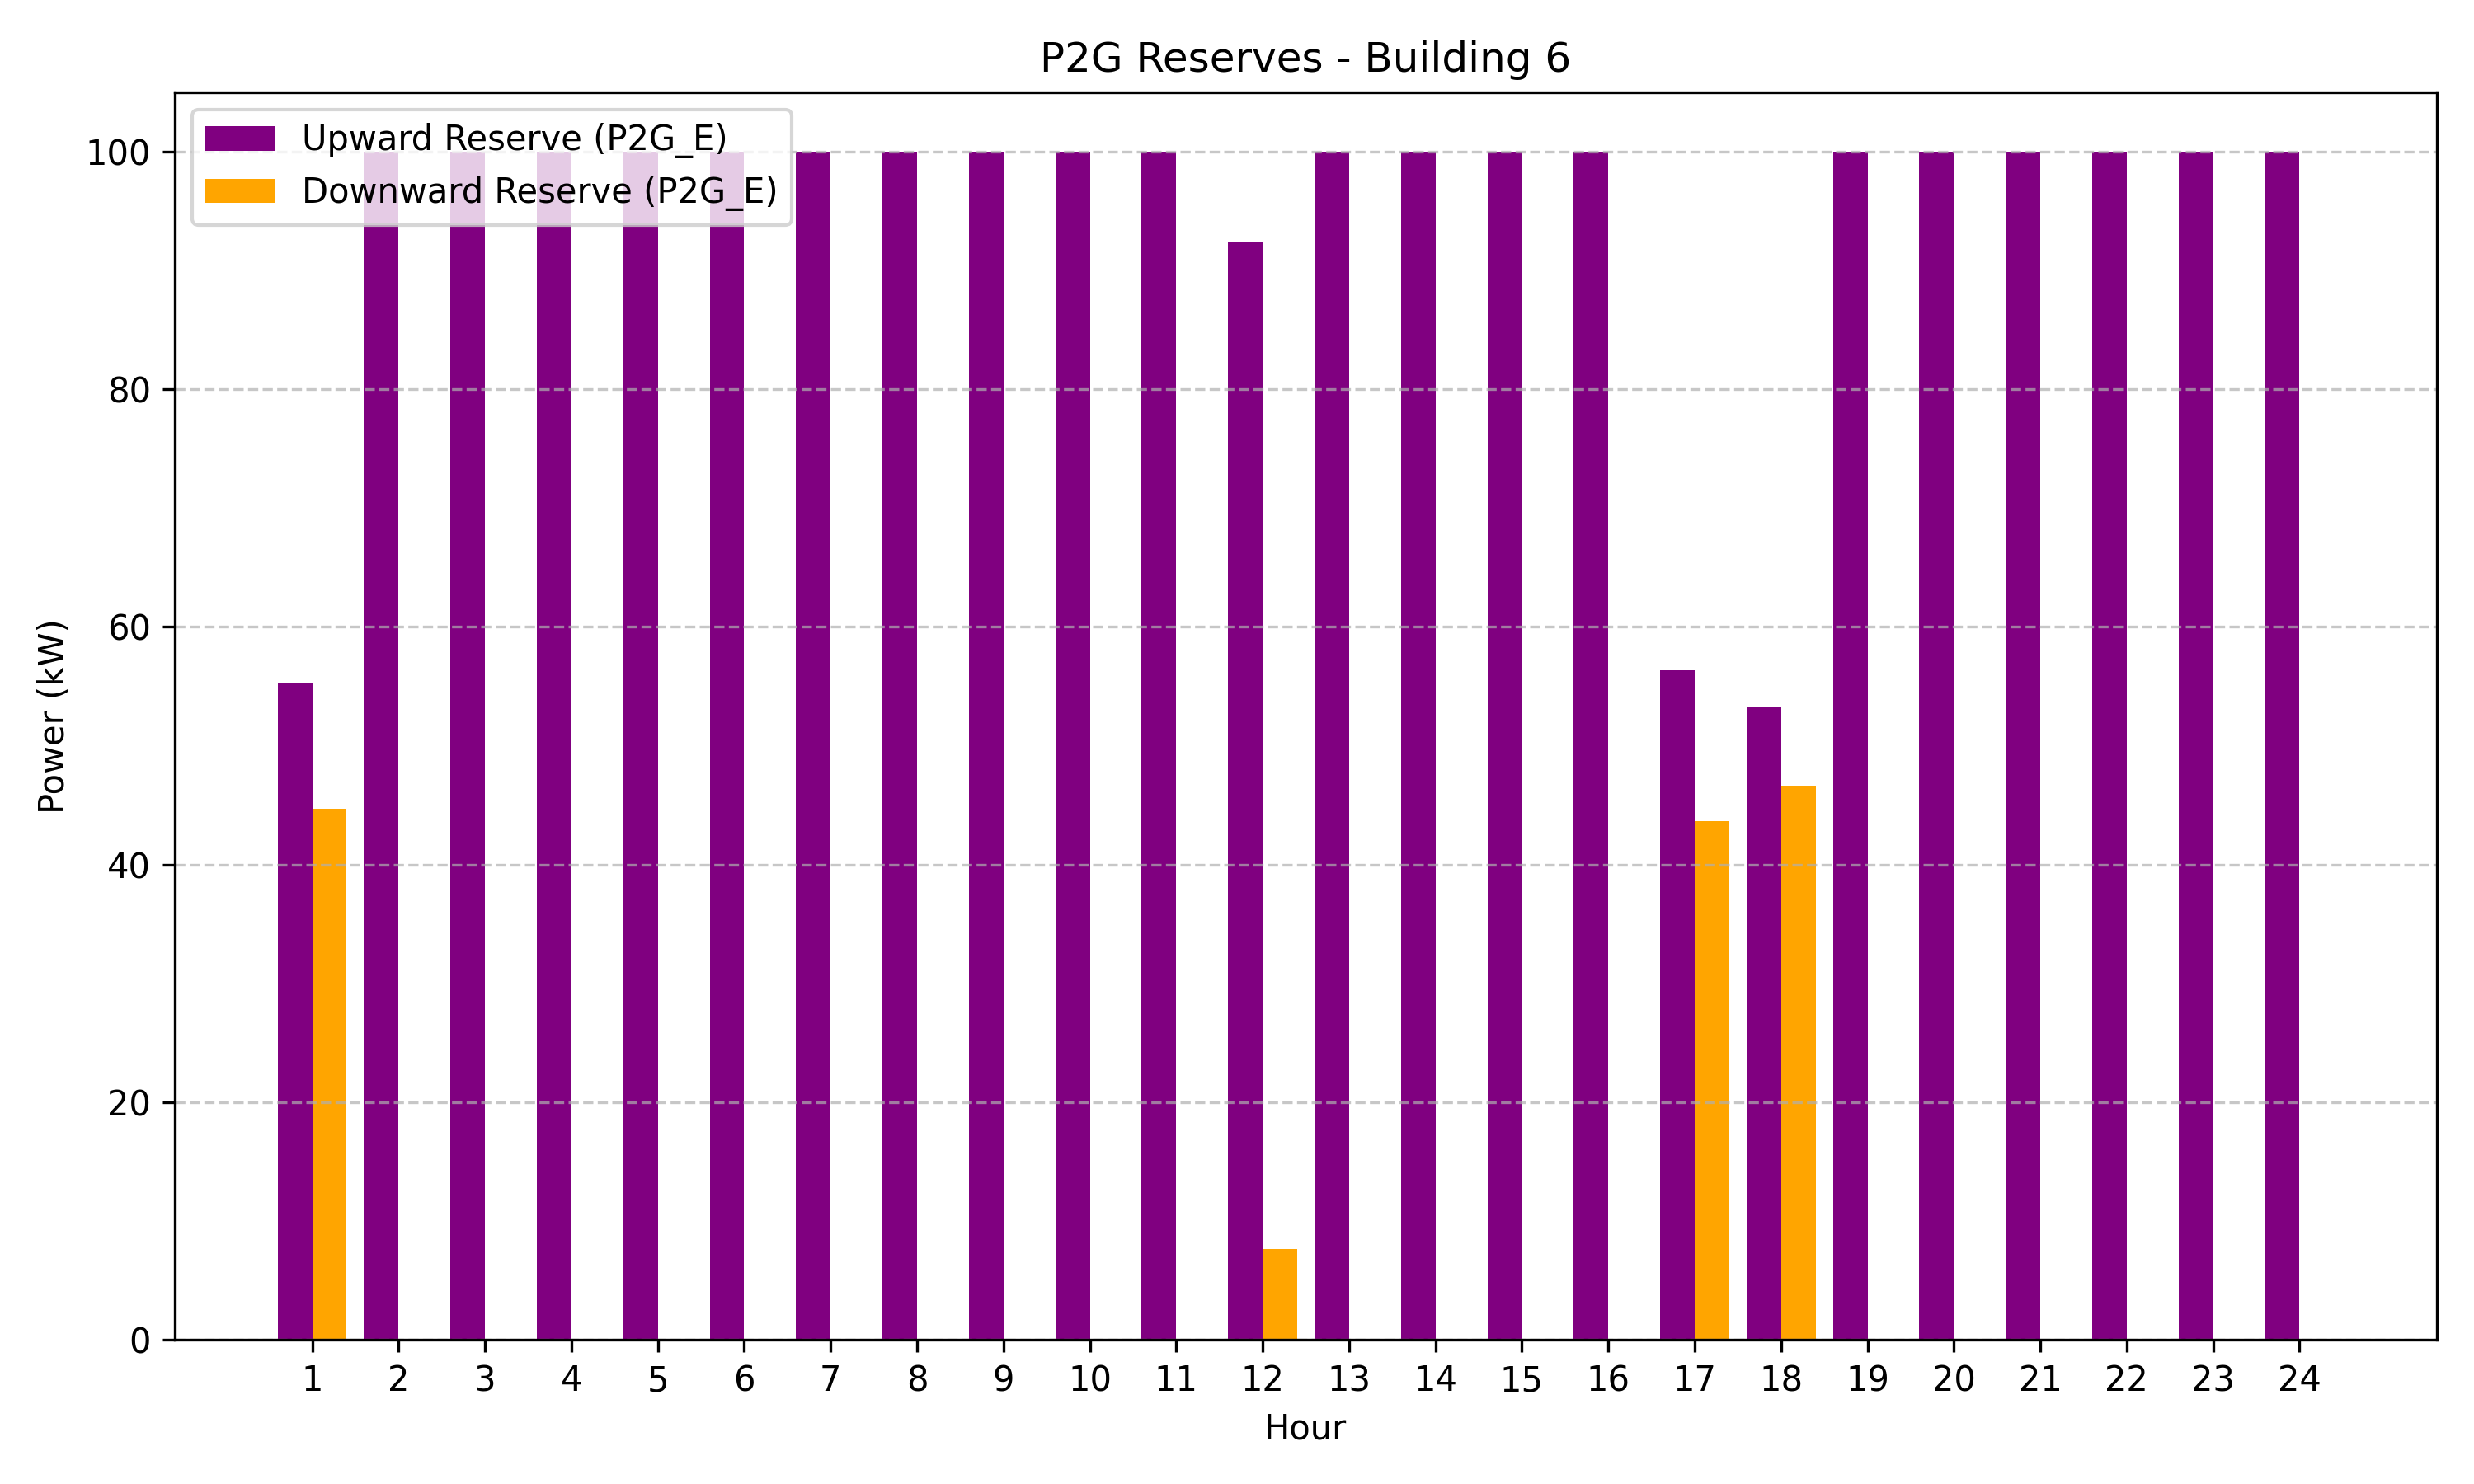 P2G Reserves - Building 6
Upward Reserve (P2G_E)
Downward Reserve (P2G_E)
100
80
60
40
20
0
Power (kW)
1 2 3 4 5 6 7 8 9 10 11 12 13 14 15 16 17 18 19 20 21 22 23 24
Hour